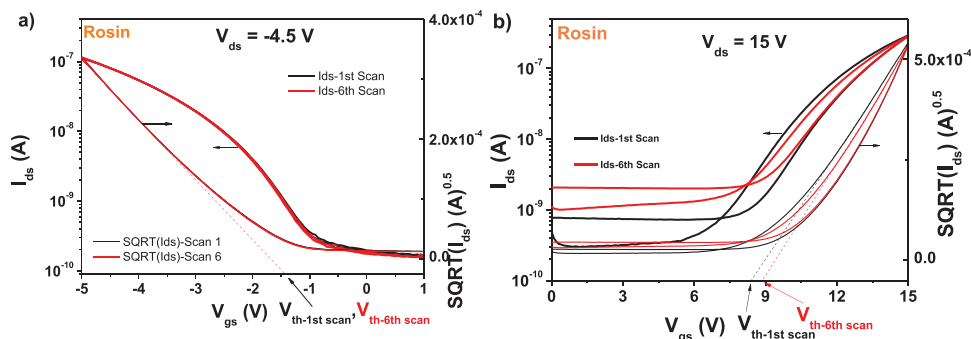 a)
Rosin
V_ds = -4.5 V
Ids-1st Scan
Ids-6th Scan
SQRT(Ids)-Scan 1
SQRT(Ids)-Scan 6
10^-7
10^-8
10^-9
10^-10
I_ds (A)
-5 -4 -3 -2 -1 0 1
V_gs (V)
V_th-1st scan, V_th-6th scan
4.0x10^-4
2.0x10^-4
0.0
SQRT(I_ds) (A)^0.5
b)
Rosin
V_ds = 15 V
Ids-1st Scan
Ids-6th Scan
10^-7
10^-8
10^-9
10^-10
I_ds (A)
0 3 6 9 12 15
V_gs (V)
V_th-1st scan
V_th-6th scan
5.0x10^-4
0.0
SQRT(I_ds) (A)^0.5